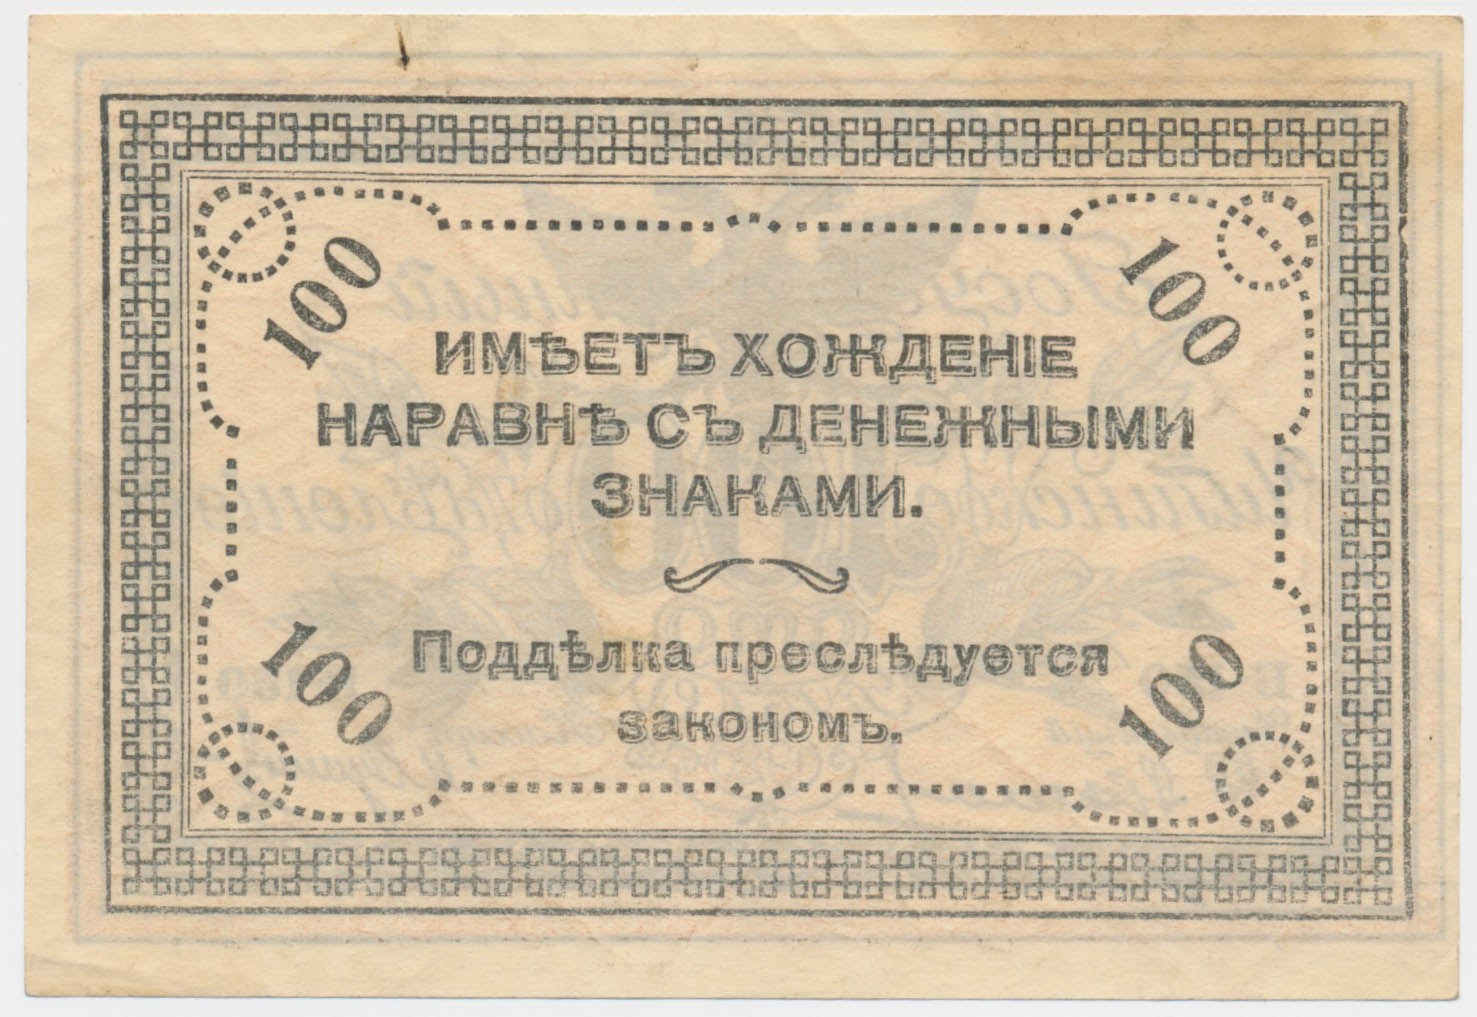 100
100
ИМѢЕТЪ ХОЖДЕНІЕ
НАРАВНѢ СЪ ДЕНЕЖНЫМИ
ЗНАКАМИ.
Поддѣлка преслѣдуется
закономъ.
100
100